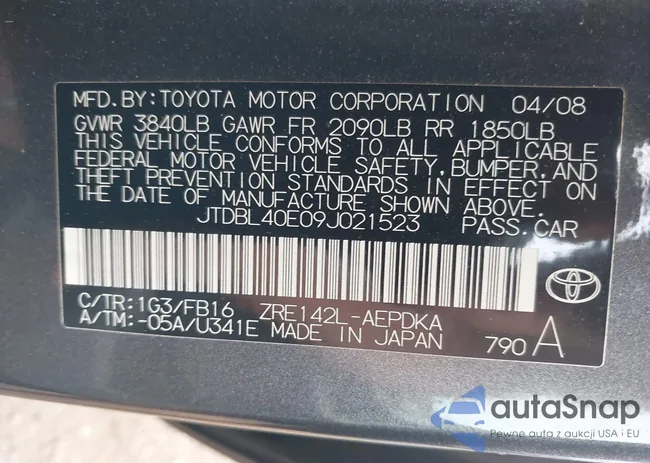 MFD.BY:TOYOTA MOTOR CORPORATION 04/08
GVWR 3840LB GAWR FR 2090LB RR 1850LB
THIS VEHICLE CONFORMS TO ALL APPLICABLE
FEDERAL MOTOR VEHICLE SAFETY,BUMPER,AND
THEFT PREVENTION STANDARDS IN EFFECT ON
THE DATE OF MANUFACTURE SHOWN ABOVE.
JTDBL40E09J021523 PASS.CAR
C/TR:1G3/FB16 ZRE142L-AEPDKA
A/TM:-05A/U341E MADE IN JAPAN 790 A
autaSnap
Pewne auta z aukcji USA i EU